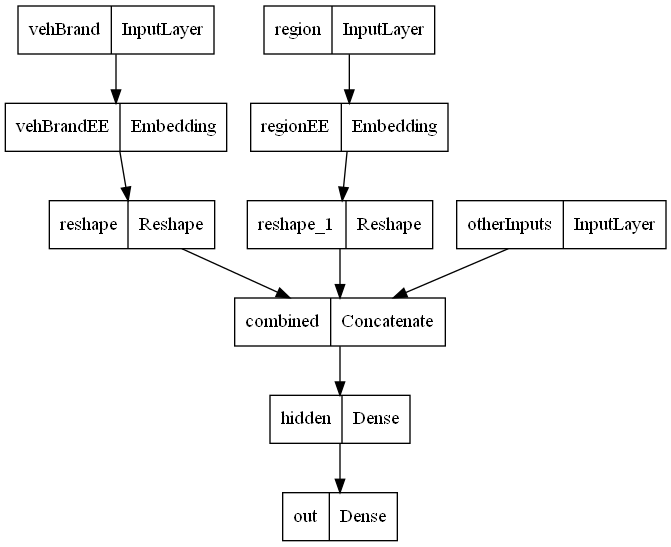 vehBrand InputLayer region InputLayer
vehBrandEE Embedding regionEE Embedding
reshape Reshape reshape_1 Reshape otherInputs InputLayer
combined Concatenate
hidden Dense
out Dense